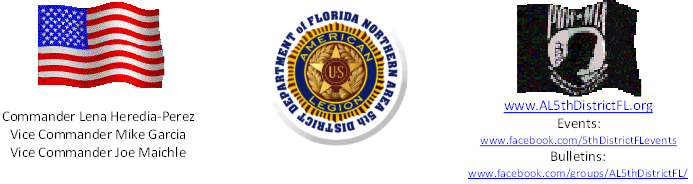 Commander Lena Heredia-Perez
Vice Commander Mike Garcia
Vice Commander Joe Maichle
DEPARTMENT of FLORIDA NORTHERN AREA 5th DISTRICT
AMERICAN
US
LEGION
www.AL5thDistrictFL.org
Events:
www.facebook.com/5thDistrictFLevents
Bulletins:
www.facebook.com/groups/AL5thDistrictFL/